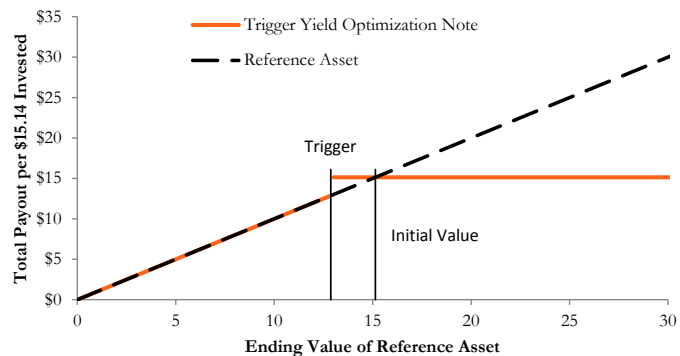 Trigger Yield Optimization Note
Reference Asset
Total Payout per $15.14 Invested
$35
$30
$25
$20
$15
$10
$5
$0
Trigger
Initial Value
0
5
10
15
20
25
30
Ending Value of Reference Asset